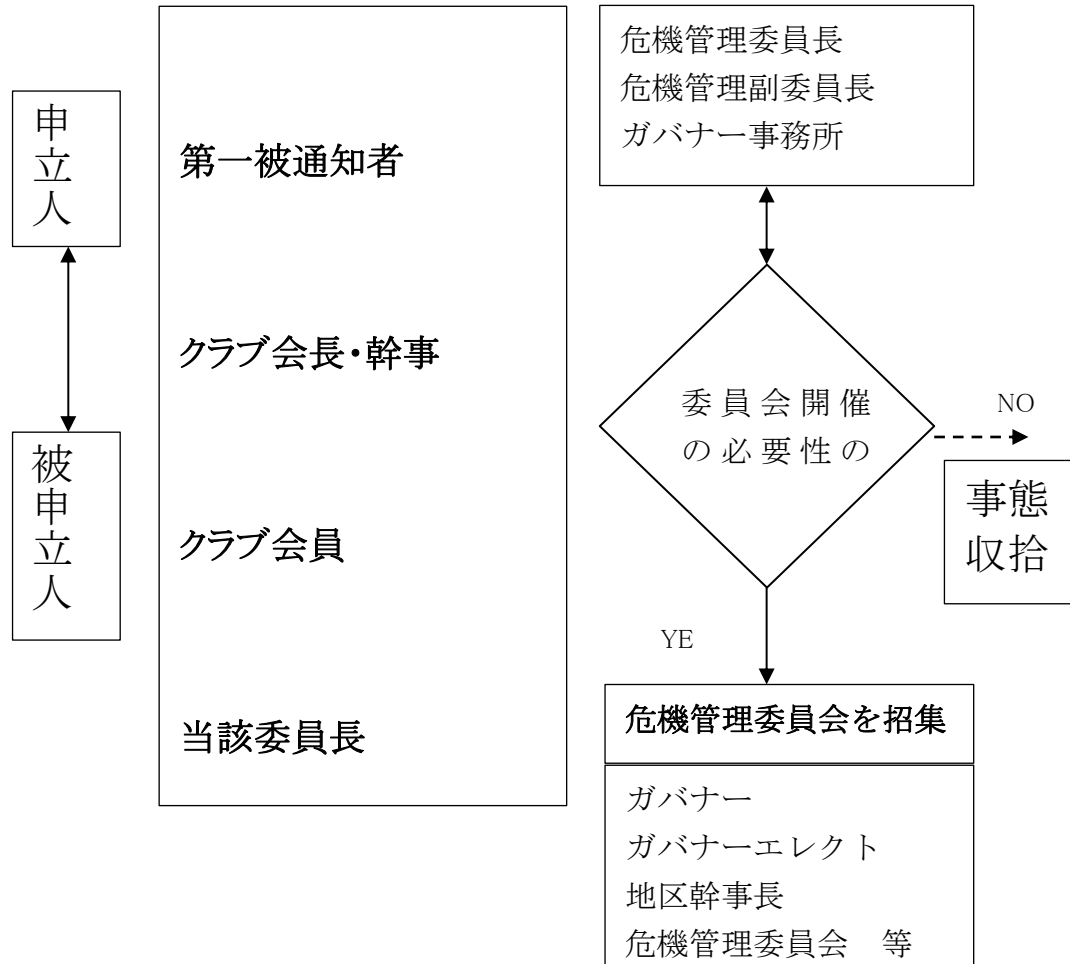 申立人
被申立人
第一被通知者
クラブ会長・幹事
クラブ会員
当該委員長
危機管理委員長
危機管理副委員長
ガバナー事務所
委員会開催
の必要性の
NO
事態
収拾
YE
危機管理委員会を招集
ガバナー
ガバナーエレクト
地区幹事長
危機管理委員会　等